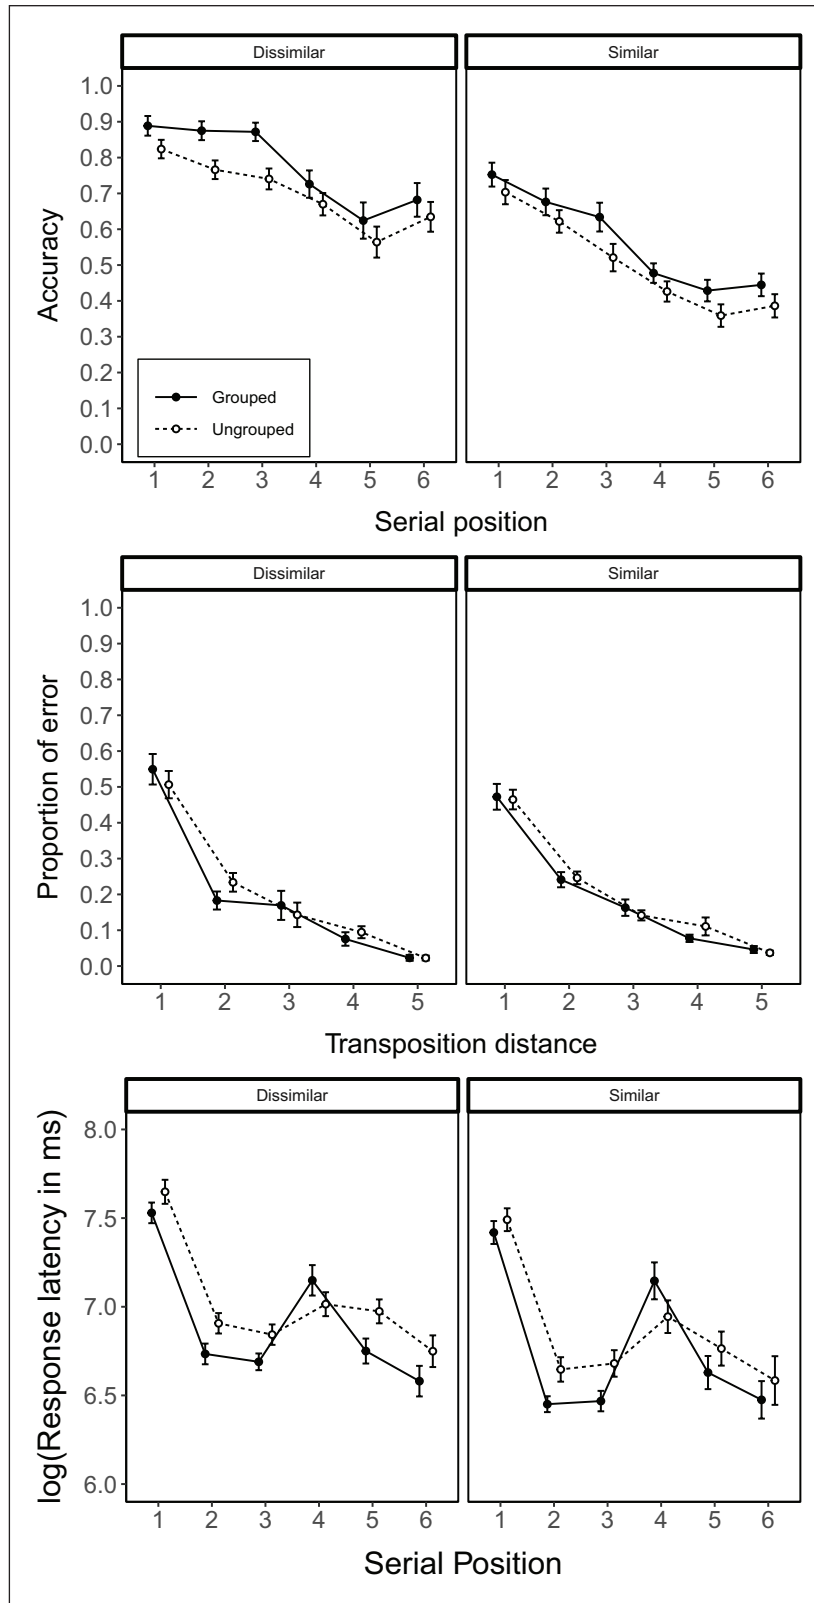 Dissimilar Similar
1.0
0.9
0.8
0.7
0.6
0.5
0.4
0.3
0.2
0.1
0.0
Accuracy
Grouped
Ungrouped
1 2 3 4 5 6 1 2 3 4 5 6
Serial position
Dissimilar Similar
1.0
0.9
0.8
0.7
0.6
0.5
0.4
0.3
0.2
0.1
0.0
Proportion of error
1 2 3 4 5 1 2 3 4 5
Transposition distance
Dissimilar Similar
8.0
7.5
7.0
6.5
6.0
log(Response latency in ms)
1 2 3 4 5 6 1 2 3 4 5 6
Serial Position